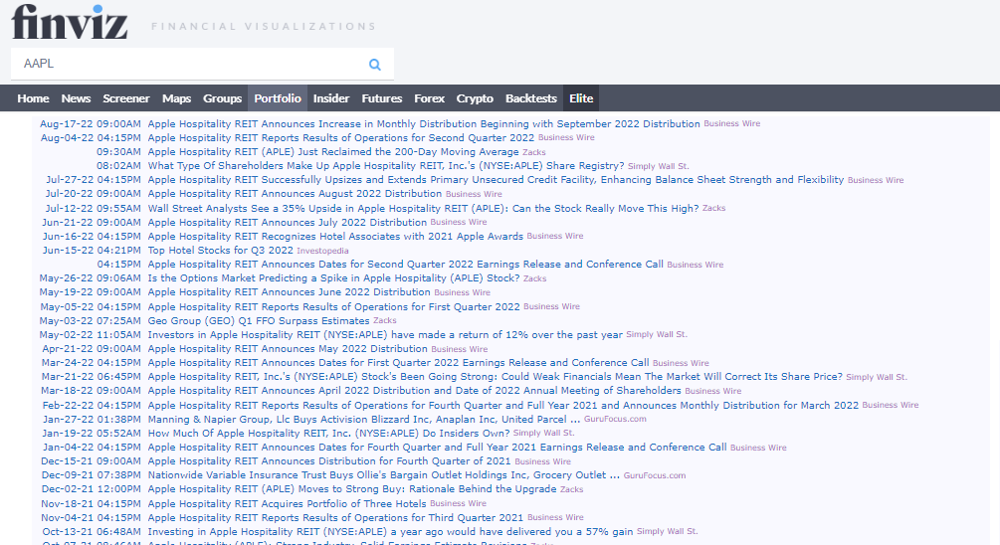 finviz FINANCIAL VISUALIZATIONS
AAPL
Home News Screener Maps Groups Portfolio Insider Futures Forex Crypto Backtests Elite
Aug-17-22 09:00AM Apple Hospitality REIT Announces Increase in Monthly Distribution Beginning with September 2022 Distribution Business Wire
Aug-04-22 04:15PM Apple Hospitality REIT Reports Results of Operations for Second Quarter 2022 Business Wire
09:30AM Apple Hospitality REIT (APLE) Just Reclaimed the 200-Day Moving Average Zacks
08:02AM What Type Of Shareholders Make Up Apple Hospitality REIT, Inc.'s (NYSE:APLE) Share Registry? Simply Wall St.
Jul-27-22 04:15PM Apple Hospitality REIT Successfully Upsizes and Extends Primary Unsecured Credit Facility, Enhancing Balance Sheet Strength and Flexibility Business Wire
Jul-20-22 09:00AM Apple Hospitality REIT Announces August 2022 Distribution Business Wire
Jul-12-22 09:55AM Wall Street Analysts See a 35% Upside in Apple Hospitality REIT (APLE): Can the Stock Really Move This High? Zacks
Jun-21-22 09:00AM Apple Hospitality REIT Announces July 2022 Distribution Business Wire
Jun-16-22 04:15PM Apple Hospitality REIT Recognizes Hotel Associates with 2021 Apple Awards Business Wire
Jun-15-22 04:21PM Top Hotel Stocks for Q3 2022 Investopedia
04:15PM Apple Hospitality REIT Announces Dates for Second Quarter 2022 Earnings Release and Conference Call Business Wire
May-26-22 09:06AM Is the Options Market Predicting a Spike in Apple Hospitality (APLE) Stock? Zacks
May-19-22 09:00AM Apple Hospitality REIT Announces June 2022 Distribution Business Wire
May-05-22 04:15PM Apple Hospitality REIT Reports Results of Operations for First Quarter 2022 Business Wire
May-03-22 07:25AM Geo Group (GEO) Q1 FFO Surpass Estimates Zacks
May-02-22 11:05AM Investors in Apple Hospitality REIT (NYSE:APLE) have made a return of 12% over the past year Simply Wall St.
Apr-21-22 09:00AM Apple Hospitality REIT Announces May 2022 Distribution Business Wire
Mar-24-22 04:15PM Apple Hospitality REIT Announces Dates for First Quarter 2022 Earnings Release and Conference Call Business Wire
Mar-21-22 06:45PM Apple Hospitality REIT, Inc.'s (NYSE:APLE) Stock's Been Going Strong: Could Weak Financials Mean The Market Will Correct Its Share Price? Simply Wall St.
Mar-18-22 09:00AM Apple Hospitality REIT Announces April 2022 Distribution and Date of 2022 Annual Meeting of Shareholders Business Wire
Feb-22-22 04:15PM Apple Hospitality REIT Reports Results of Operations for Fourth Quarter and Full Year 2021 and Announces Monthly Distribution for March 2022 Business Wire
Jan-27-22 01:38PM Manning & Napier Group, Llc Buys Activision Blizzard Inc, Anaplan Inc, United Parcel ... GuruFocus.com
Jan-19-22 05:52AM How Much Of Apple Hospitality REIT, Inc. (NYSE:APLE) Do Insiders Own? Simply Wall St.
Jan-04-22 04:15PM Apple Hospitality REIT Announces Dates for Fourth Quarter and Full Year 2021 Earnings Release and Conference Call Business Wire
Dec-15-21 09:00AM Apple Hospitality REIT Announces Distribution for Fourth Quarter of 2021 Business Wire
Dec-09-21 07:38PM Nationwide Variable Insurance Trust Buys Ollie's Bargain Outlet Holdings Inc, Grocery Outlet ... GuruFocus.com
Dec-02-21 12:00PM Apple Hospitality REIT (APLE) Moves to Strong Buy: Rationale Behind the Upgrade Zacks
Nov-18-21 04:15PM Apple Hospitality REIT Acquires Portfolio of Three Hotels Business Wire
Nov-04-21 04:15PM Apple Hospitality REIT Reports Results of Operations for Third Quarter 2021 Business Wire
Oct-13-21 06:48AM Investing in Apple Hospitality REIT (NYSE:APLE) a year ago would have delivered you a 57% gain Simply Wall St.
Oct-07-21 08:46AM Apple Hospitality (APLE): Strong Industry, Solid Earnings Estimate Revisions Zacks